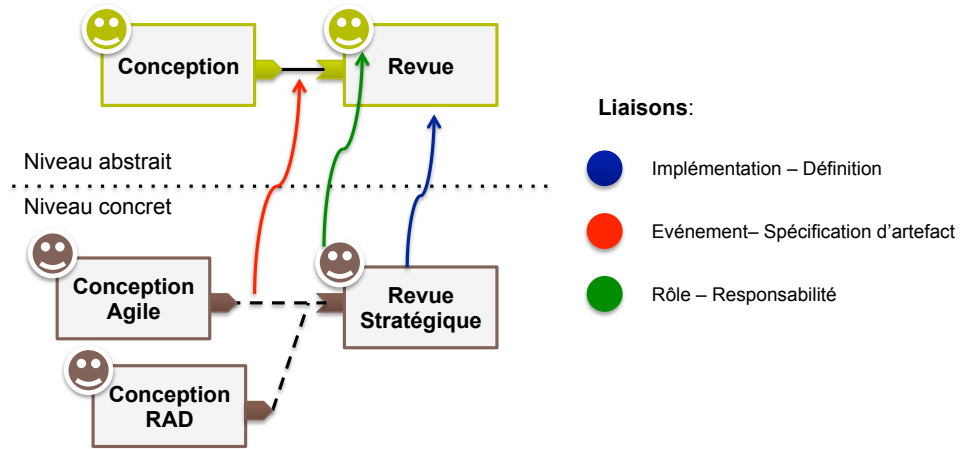 Conception
Revue
Niveau abstrait
Niveau concret
Conception
Agile
Revue
Stratégique
Conception
RAD
Liaisons:
Implémentation – Définition
Evénement– Spécification d'artefact
Rôle – Responsabilité